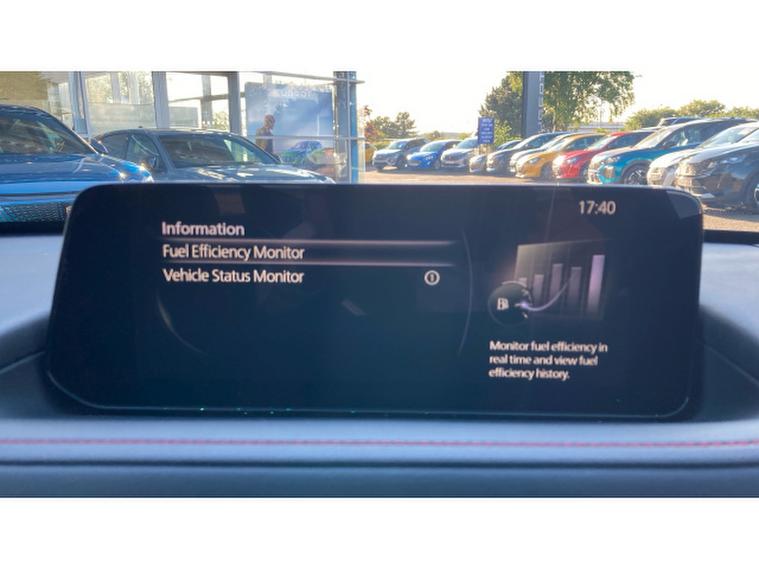 17:40
Information
Fuel Efficiency Monitor
Vehicle Status Monitor
Monitor fuel efficiency in
real time and view fuel
efficiency history.